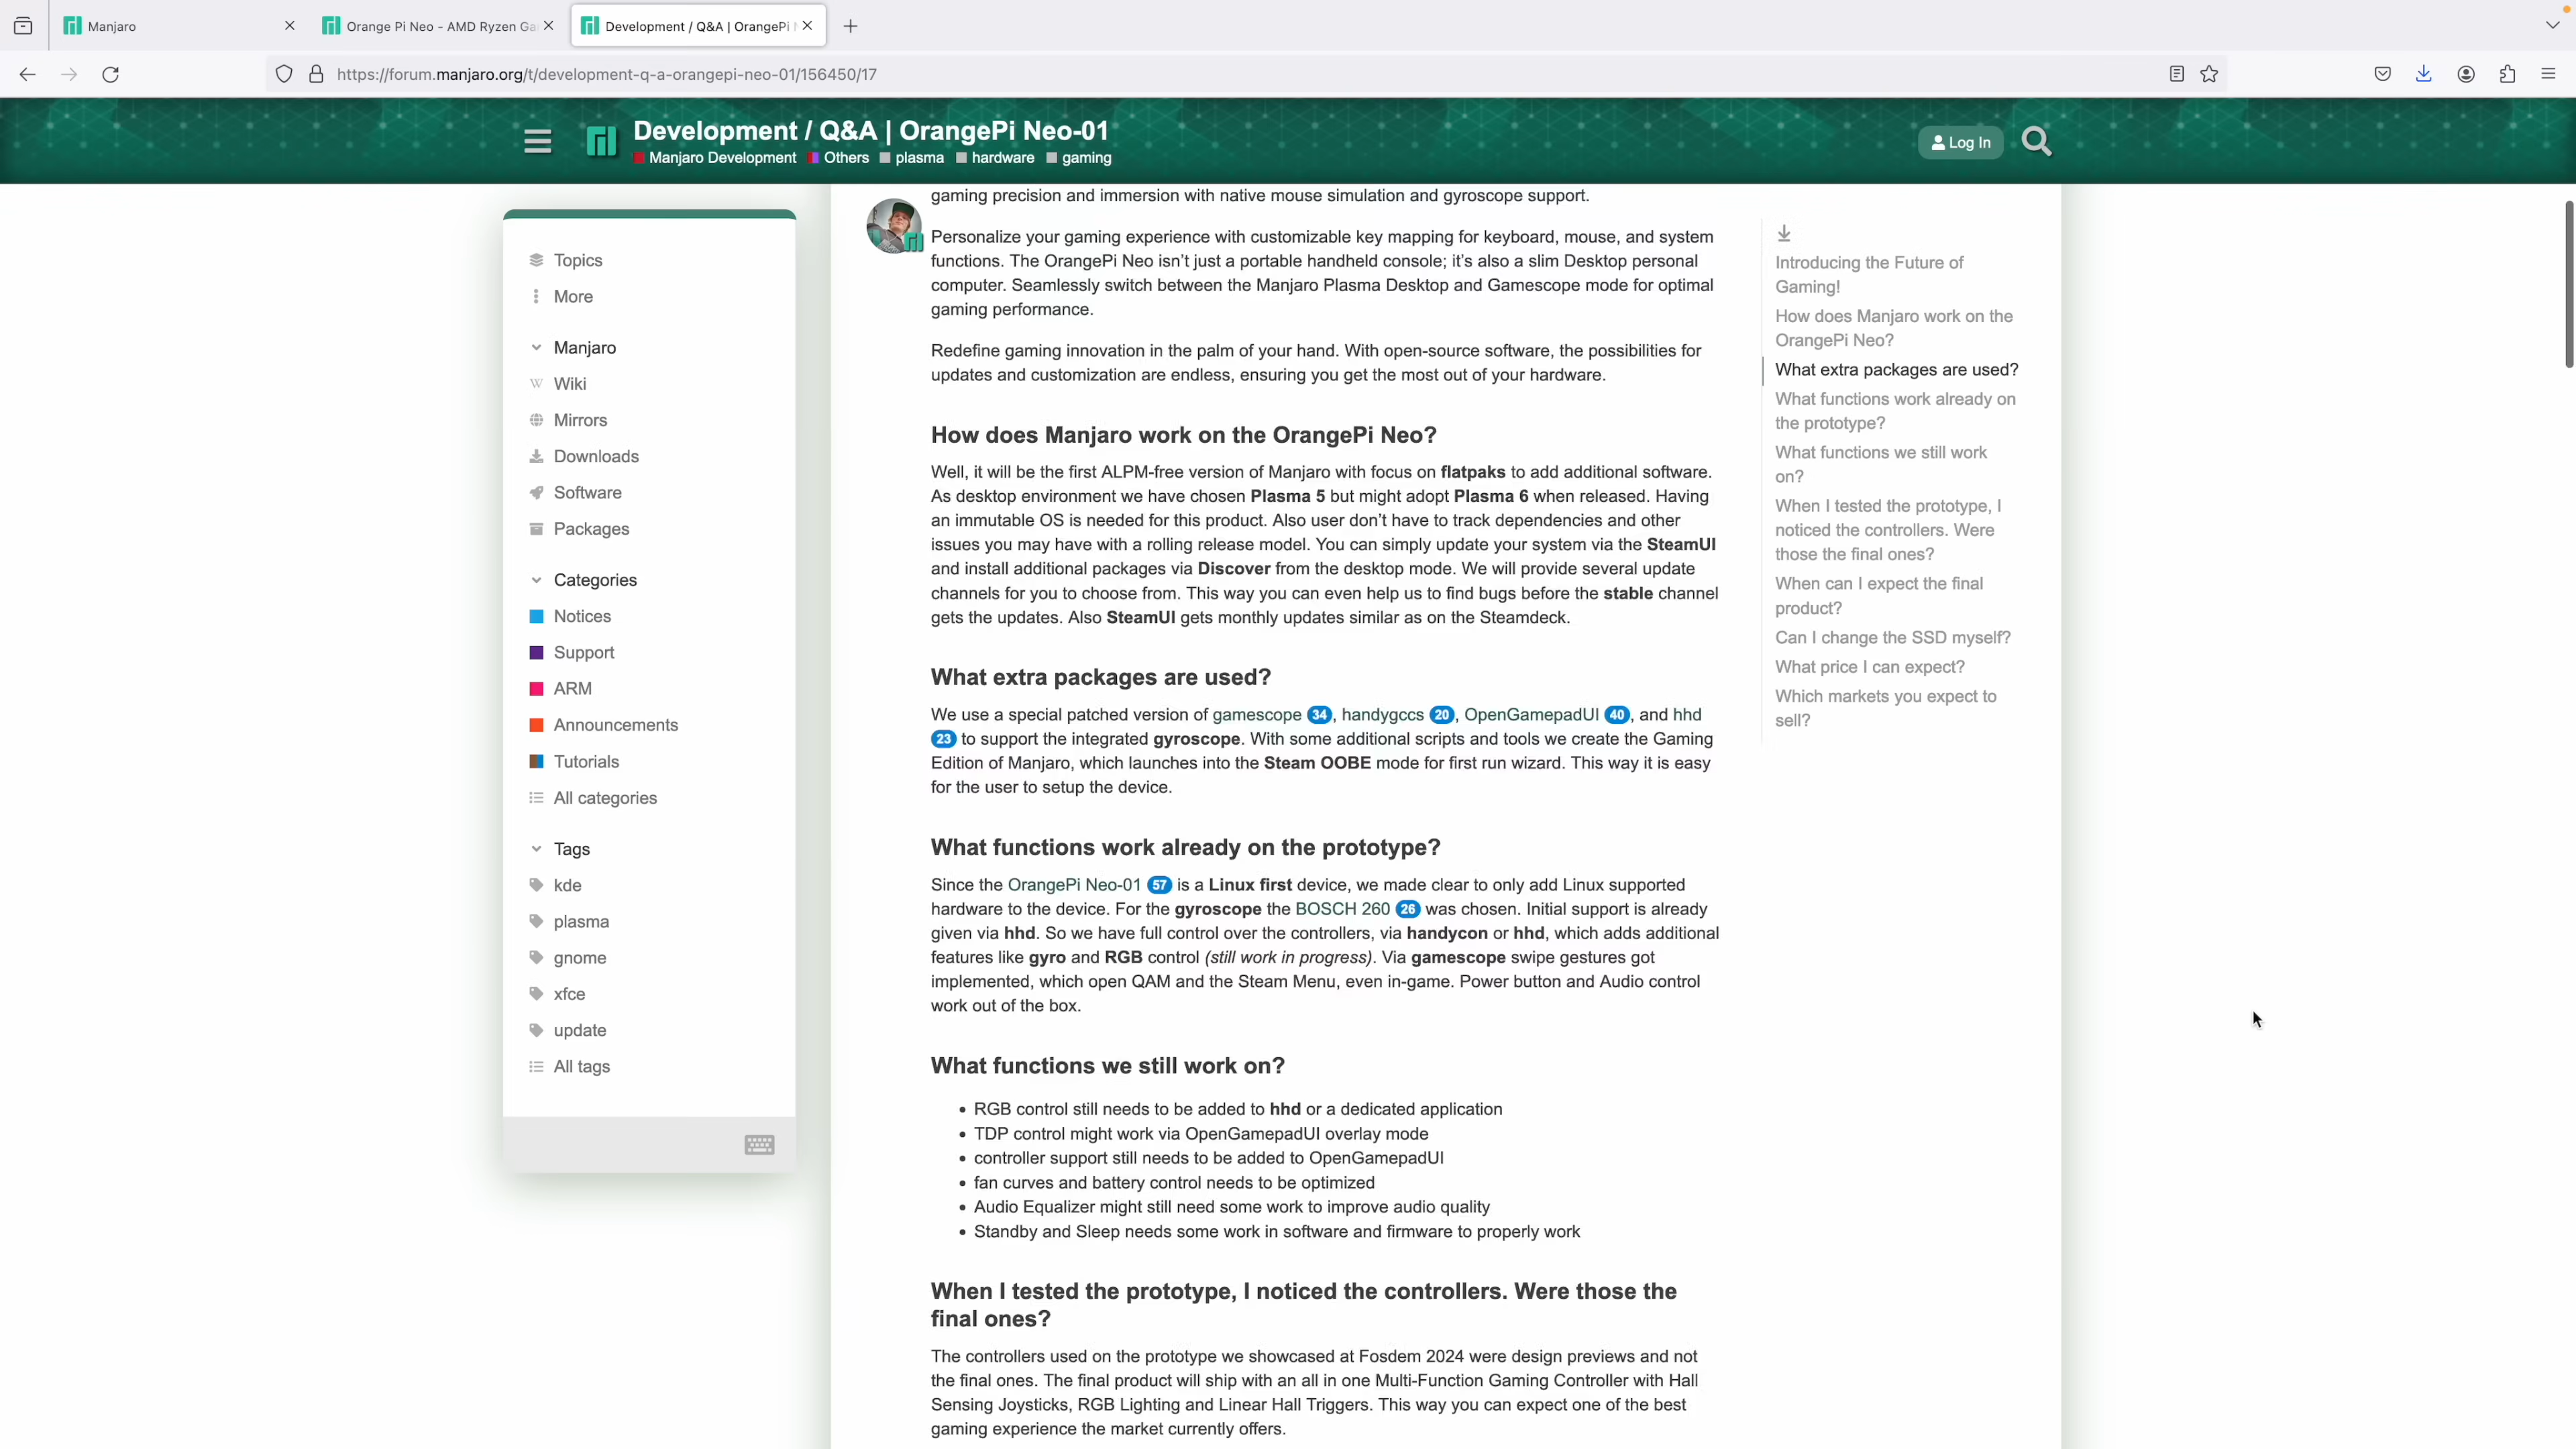 Manjaro
Orange Pi Neo - AMD Ryzen Ga
Development / Q&A | OrangePi
https://forum.manjaro.org/t/development-q-a-orangepi-neo-01/156450/17
Development / Q&A | OrangePi Neo-01
Manjaro Development Others plasma hardware gaming
Log In
Topics
More
Manjaro
Wiki
Mirrors
Downloads
Software
Packages
Categories
Notices
Support
ARM
Announcements
Tutorials
All categories
Tags
kde
plasma
gnome
xfce
update
All tags
gaming precision and immersion with native mouse simulation and gyroscope support.
Personalize your gaming experience with customizable key mapping for keyboard, mouse, and system
functions. The OrangePi Neo isn't just a portable handheld console; it's also a slim Desktop personal
computer. Seamlessly switch between the Manjaro Plasma Desktop and Gamescope mode for optimal
gaming performance.
Redefine gaming innovation in the palm of your hand. With open-source software, the possibilities for
updates and customization are endless, ensuring you get the most out of your hardware.
How does Manjaro work on the OrangePi Neo?
Well, it will be the first ALPM-free version of Manjaro with focus on flatpaks to add additional software.
As desktop environment we have chosen Plasma 5 but might adopt Plasma 6 when released. Having
an immutable OS is needed for this product. Also user don't have to track dependencies and other
issues you may have with a rolling release model. You can simply update your system via the SteamUI
and install additional packages via Discover from the desktop mode. We will provide several update
channels for you to choose from. This way you can even help us to find bugs before the stable channel
gets the updates. Also SteamUI gets monthly updates similar as on the Steamdeck.
What extra packages are used?
We use a special patched version of gamescope 34, handygccs 20, OpenGamepadUI 40, and hhd
23 to support the integrated gyroscope. With some additional scripts and tools we create the Gaming
Edition of Manjaro, which launches into the Steam OOBE mode for first run wizard. This way it is easy
for the user to setup the device.
What functions work already on the prototype?
Since the OrangePi Neo-01 57 is a Linux first device, we made clear to only add Linux supported
hardware to the device. For the gyroscope the BOSCH 260 26 was chosen. Initial support is already
given via hhd. So we have full control over the controllers, via handycon or hhd, which adds additional
features like gyro and RGB control (still work in progress). Via gamescope swipe gestures got
implemented, which open QAM and the Steam Menu, even in-game. Power button and Audio control
work out of the box.
What functions we still work on?
• RGB control still needs to be added to hhd or a dedicated application
• TDP control might work via OpenGamepadUI overlay mode
• controller support still needs to be added to OpenGamepadUI
• fan curves and battery control needs to be optimized
• Audio Equalizer might still need some work to improve audio quality
• Standby and Sleep needs some work in software and firmware to properly work
When I tested the prototype, I noticed the controllers. Were those the
final ones?
The controllers used on the prototype we showcased at Fosdem 2024 were design previews and not
the final ones. The final product will ship with an all in one Multi-Function Gaming Controller with Hall
Sensing Joysticks, RGB Lighting and Linear Hall Triggers. This way you can expect one of the best
gaming experience the market currently offers.
Introducing the Future of
Gaming!
How does Manjaro work on the
OrangePi Neo?
What extra packages are used?
What functions work already on
the prototype?
What functions we still work
on?
When I tested the prototype, I
noticed the controllers. Were
those the final ones?
When can I expect the final
product?
Can I change the SSD myself?
What price I can expect?
Which markets you expect to
sell?